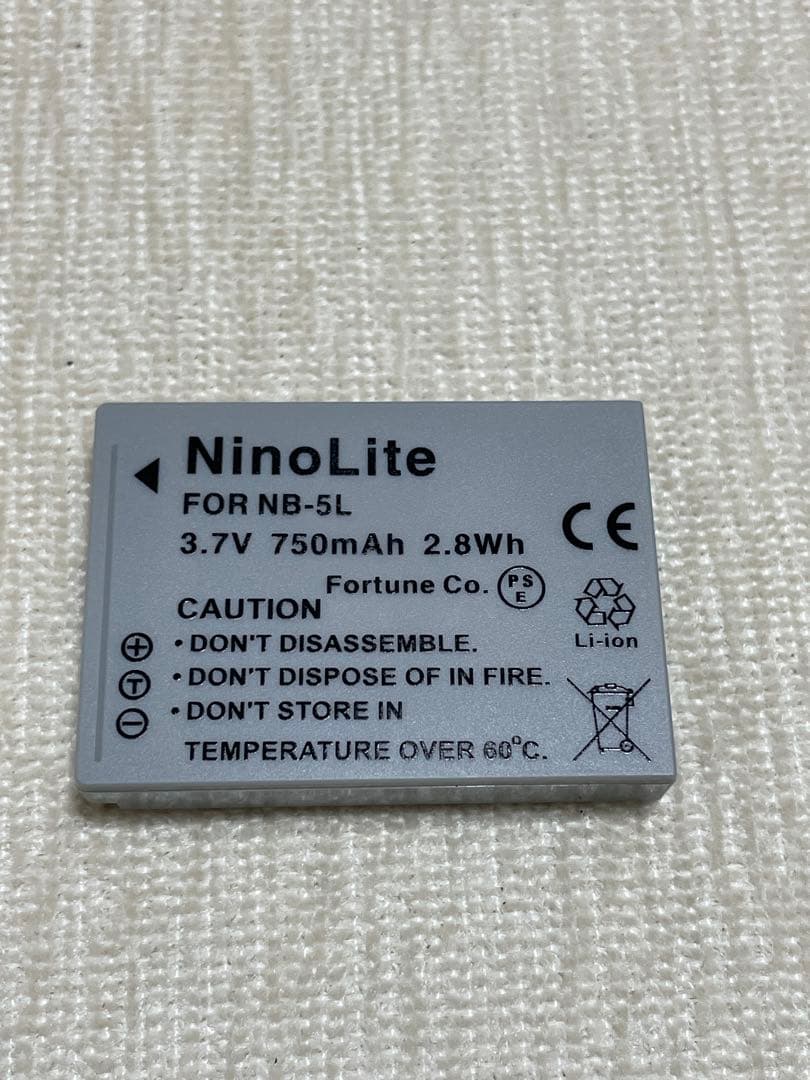 NinoLite
FOR NB-5L
3.7V 750mAh 2.8Wh
CE
Fortune Co. PSE
CAUTION
Li-ion
• DON'T DISASSEMBLE.
• DON'T DISPOSE OF IN FIRE.
• DON'T STORE IN
TEMPERATURE OVER 60°C.
+
T
−